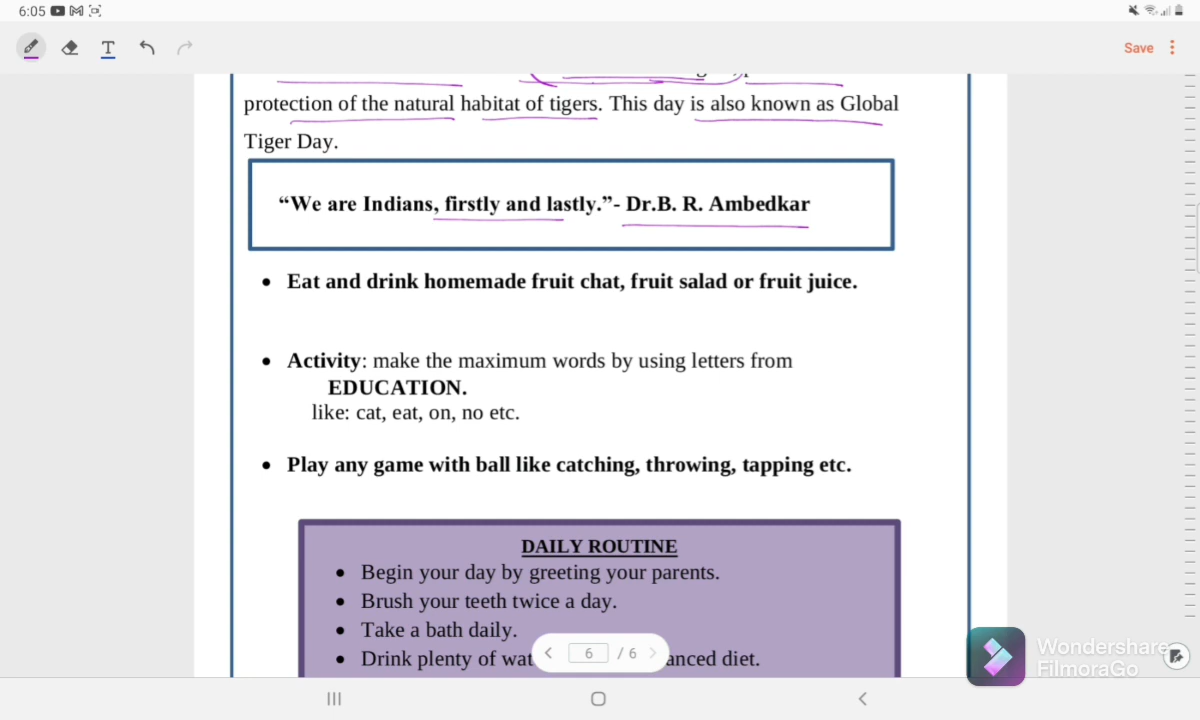 6:05
T
Save
protection of the natural habitat of tigers. This day is also known as Global
Tiger Day.
“We are Indians, firstly and lastly.”- Dr.B. R. Ambedkar
• Eat and drink homemade fruit chat, fruit salad or fruit juice.
• Activity: make the maximum words by using letters from
EDUCATION.
like: cat, eat, on, no etc.
• Play any game with ball like catching, throwing, tapping etc.
DAILY ROUTINE
• Begin your day by greeting your parents.
• Brush your teeth twice a day.
• Take a bath daily.
• Drink plenty of diet.
6 / 6
Wondershare
FilmoraGo